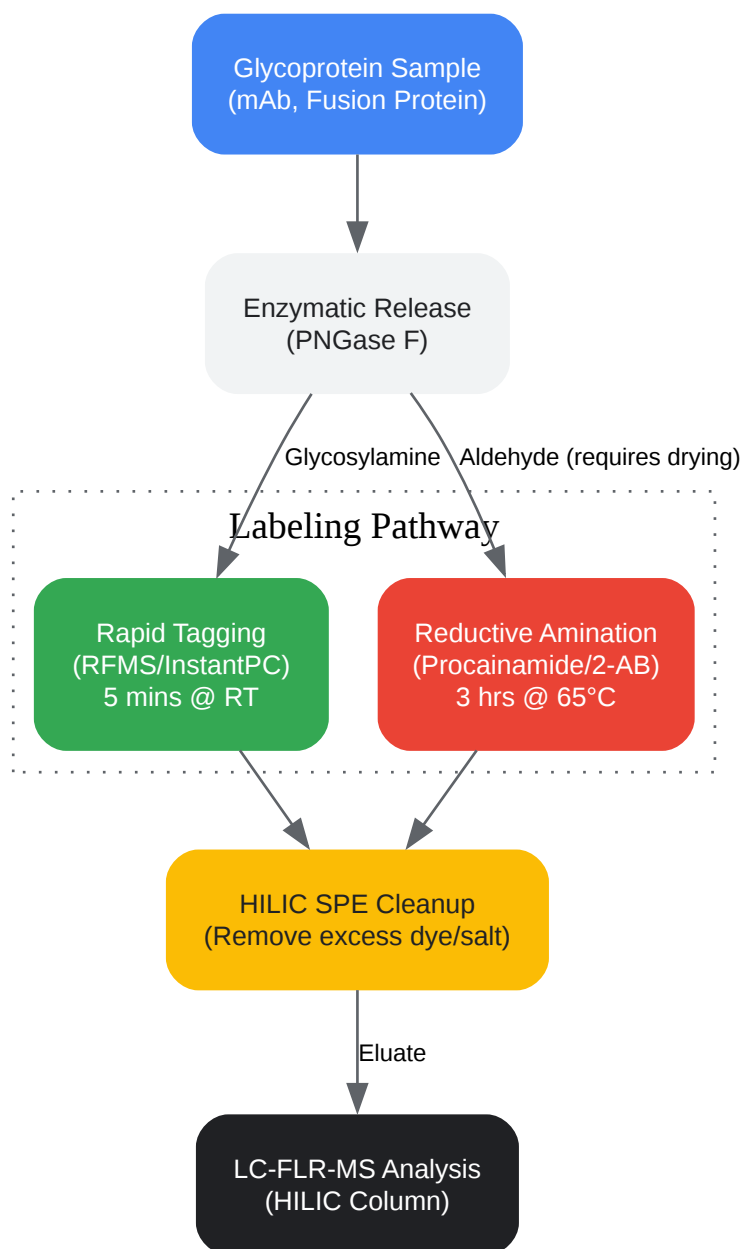 Glycoprotein Sample
(mAb, Fusion Protein)
Enzymatic Release
(PNGase F)
Glycosylamine
Aldehyde (requires drying)
Labeling Pathway
Rapid Tagging
(RFMS/InstantPC)
5 mins @ RT
Reductive Amination
(Procainamide/2-AB)
3 hrs @ 65°C
HILIC SPE Cleanup
(Remove excess dye/salt)
Eluate
LC-FLR-MS Analysis
(HILIC Column)